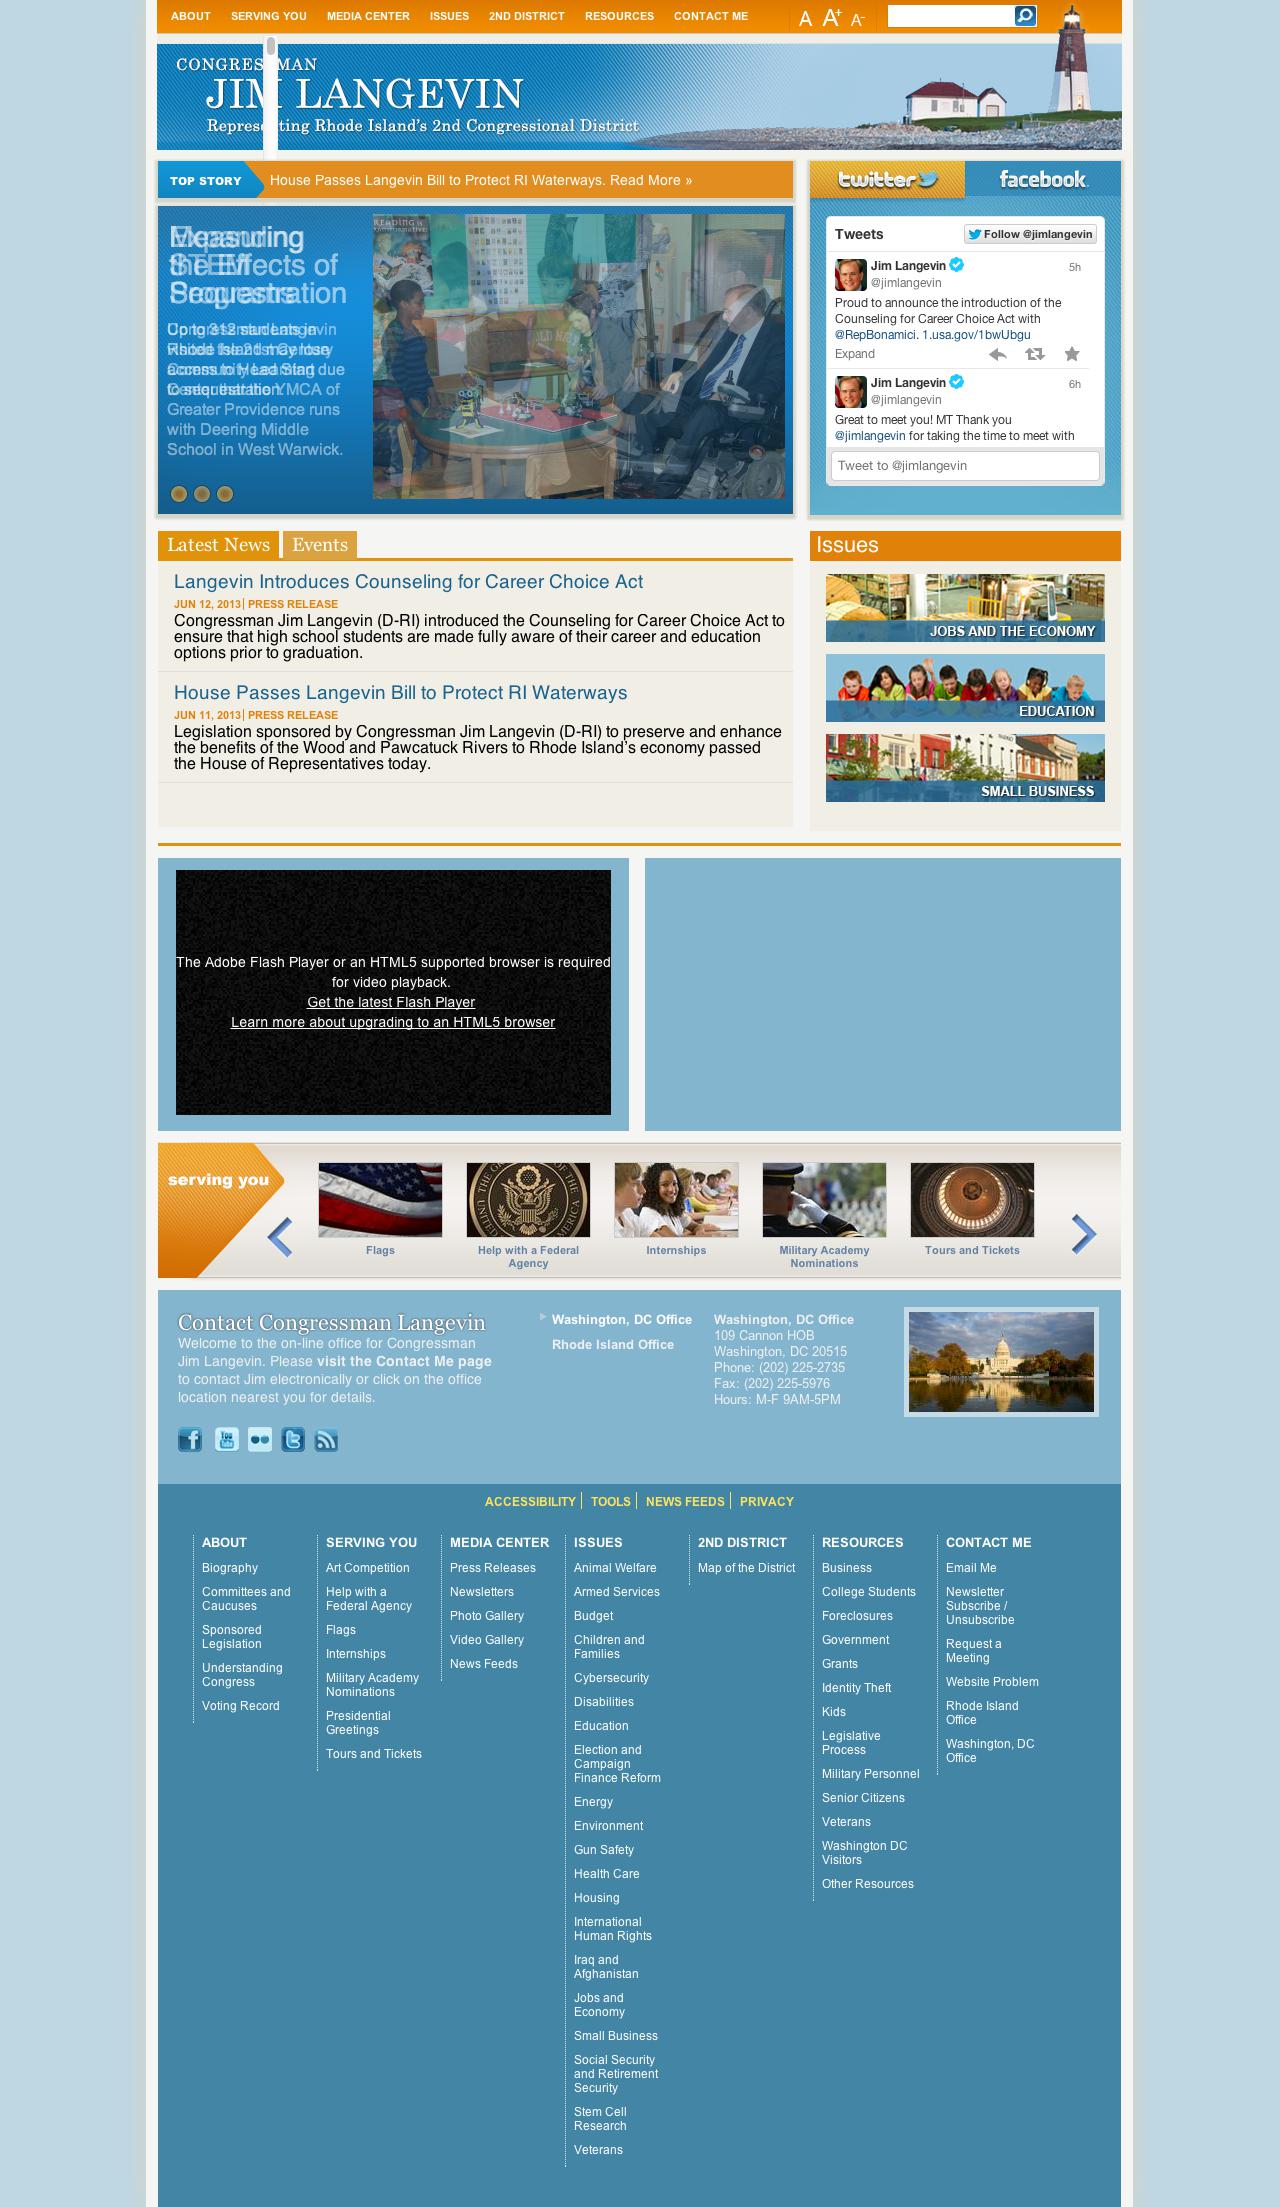 ABOUT SERVING YOU MEDIA CENTER ISSUES 2ND DISTRICT RESOURCES CONTACT ME A A+ A-
CONGRESSMAN
JIM LANGEVIN
Representing Rhode Island's 2nd Congressional District
TOP STORY House Passes Langevin Bill to Protect RI Waterways. Read More »
twitter facebook
the Effects of
Greater Providence runs
with Deering Middle
School in West Warwick.
Tweets Follow @jimlangevin
Jim Langevin 5h
@jimlangevin
Proud to announce the introduction of the
Counseling for Career Choice Act with
@RepBonamici. 1.usa.gov/1bwUbgu
Expand
Jim Langevin 6h
@jimlangevin
Great to meet you! MT Thank you
@jimlangevin for taking the time to meet with
Tweet to @jimlangevin
Latest News Events
Langevin Introduces Counseling for Career Choice Act
JUN 12, 2013| PRESS RELEASE
Congressman Jim Langevin (D-RI) introduced the Counseling for Career Choice Act to
ensure that high school students are made fully aware of their career and education
options prior to graduation.
House Passes Langevin Bill to Protect RI Waterways
JUN 11, 2013| PRESS RELEASE
Legislation sponsored by Congressman Jim Langevin (D-RI) to preserve and enhance
the benefits of the Wood and Pawcatuck Rivers to Rhode Island's economy passed
the House of Representatives today.
Issues
JOBS AND THE ECONOMY
EDUCATION
SMALL BUSINESS
The Adobe Flash Player or an HTML5 supported browser is required
for video playback.
Get the latest Flash Player
Learn more about upgrading to an HTML5 browser
serving you
Flags
Help with a Federal
Agency
Internships
Military Academy
Nominations
Tours and Tickets
Contact Congressman Langevin
Welcome to the on-line office for Congressman
Jim Langevin. Please visit the Contact Me page
to contact Jim electronically or click on the office
location nearest you for details.
Washington, DC Office
Rhode Island Office
Washington, DC Office
109 Cannon HOB
Washington, DC 20515
Phone: (202) 225-2735
Fax: (202) 225-5976
Hours: M-F 9AM-5PM
ACCESSIBILITY | TOOLS | NEWS FEEDS | PRIVACY
ABOUT
Biography
Committees and
Caucuses
Sponsored
Legislation
Understanding
Congress
Voting Record
SERVING YOU
Art Competition
Help with a
Federal Agency
Flags
Internships
Military Academy
Nominations
Presidential
Greetings
Tours and Tickets
MEDIA CENTER
Press Releases
Newsletters
Photo Gallery
Video Gallery
News Feeds
ISSUES
Animal Welfare
Armed Services
Budget
Children and
Families
Cybersecurity
Disabilities
Education
Election and
Campaign
Finance Reform
Energy
Environment
Gun Safety
Health Care
Housing
International
Human Rights
Iraq and
Afghanistan
Jobs and
Economy
Small Business
Social Security
and Retirement
Security
Stem Cell
Research
Veterans
2ND DISTRICT
Map of the District
RESOURCES
Business
College Students
Foreclosures
Government
Grants
Identity Theft
Kids
Legislative
Process
Military Personnel
Senior Citizens
Veterans
Washington DC
Visitors
Other Resources
CONTACT ME
Email Me
Newsletter
Subscribe /
Unsubscribe
Request a
Meeting
Website Problem
Rhode Island
Office
Washington, DC
Office